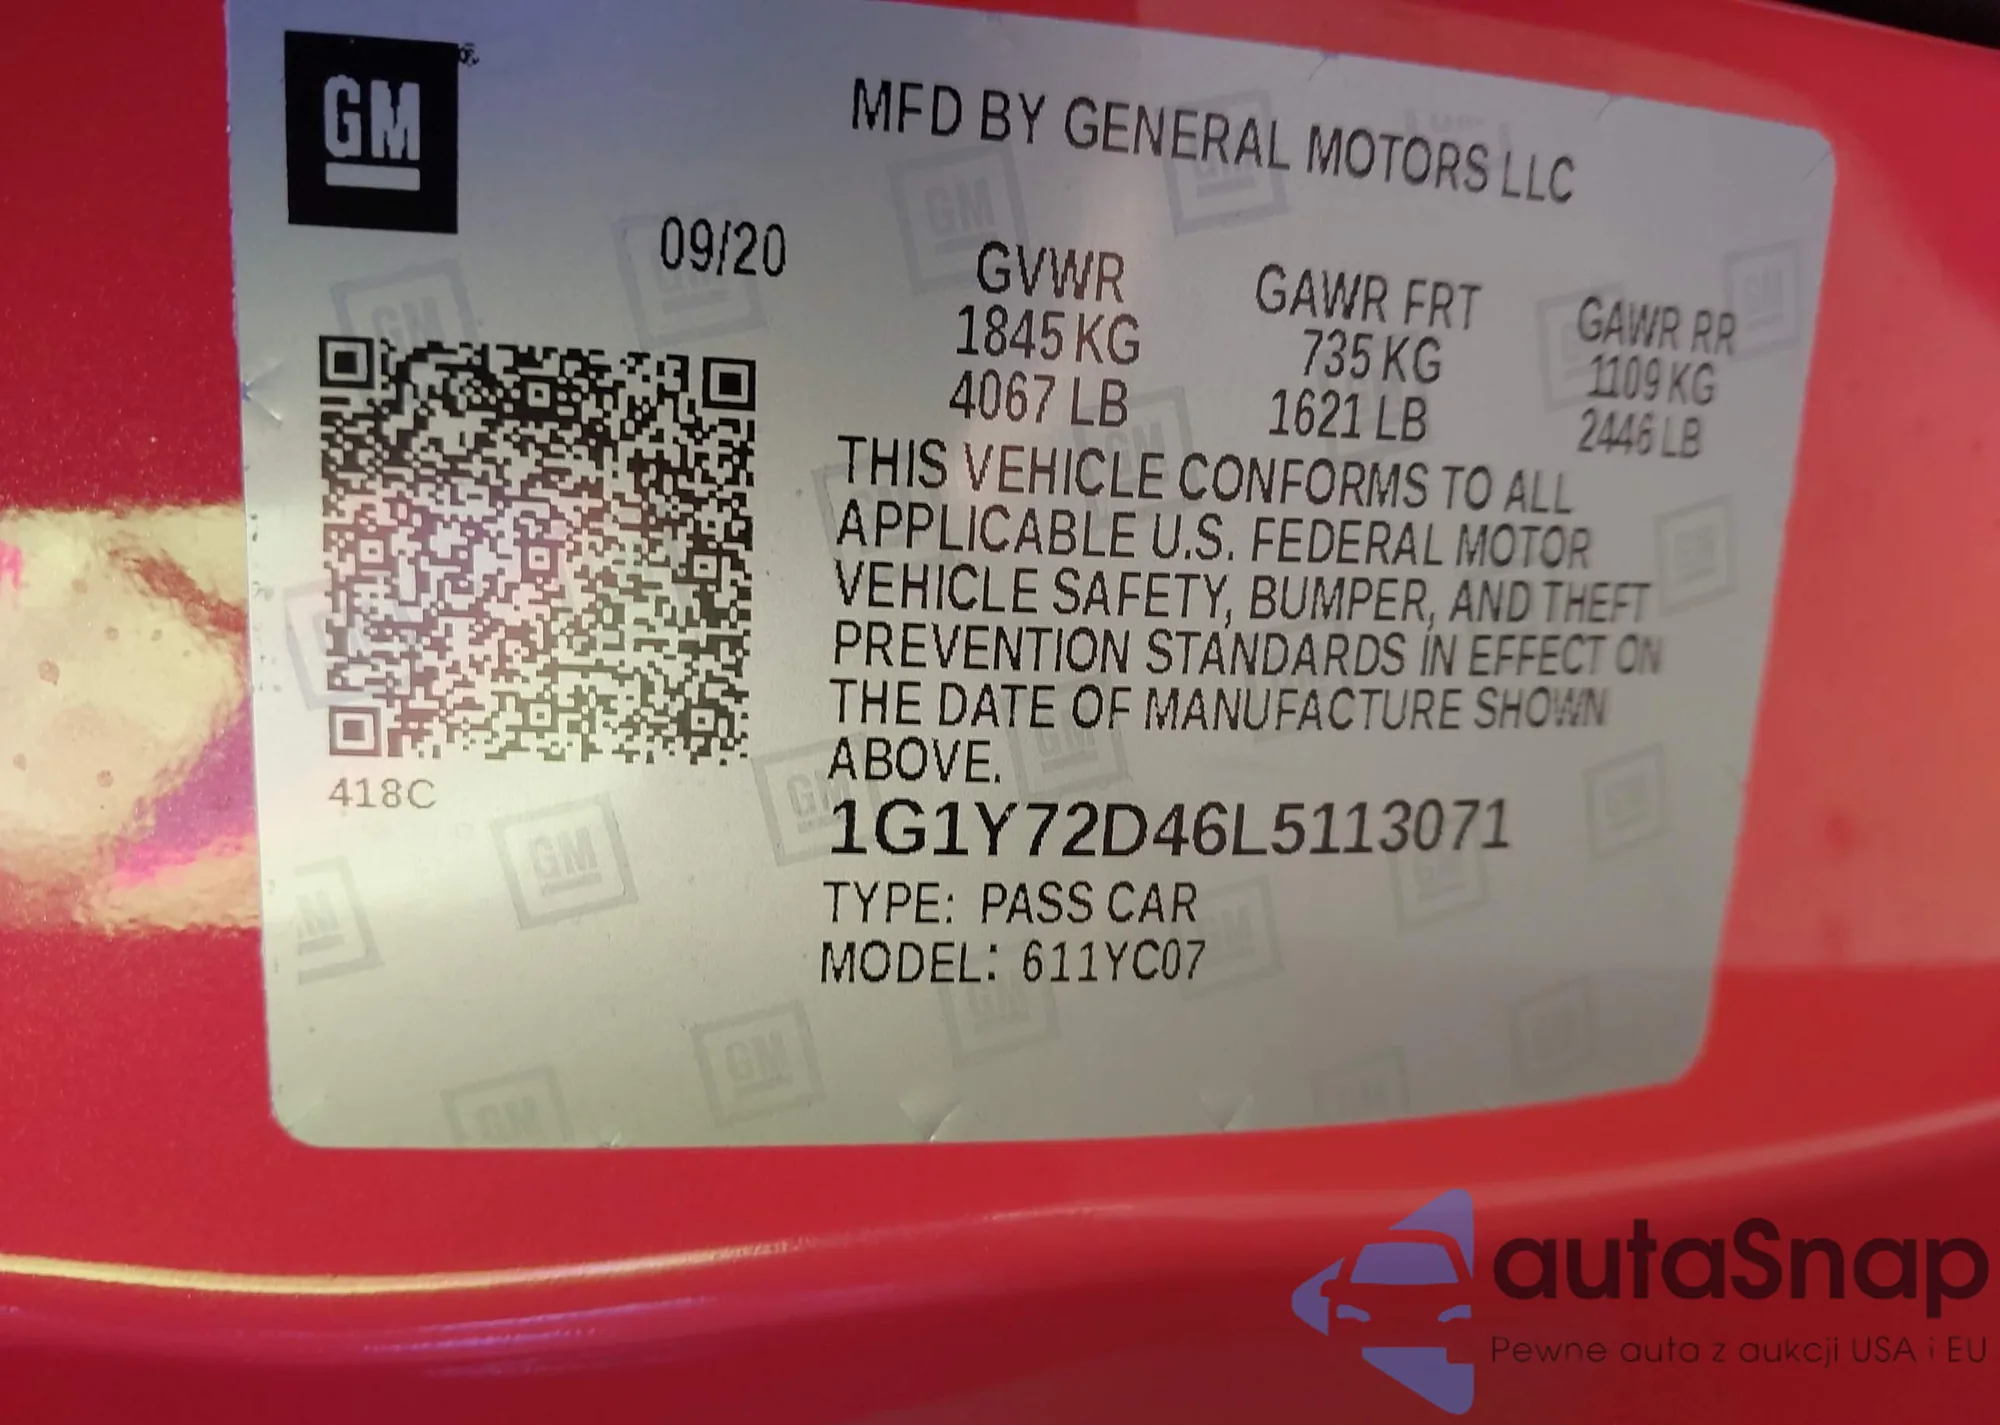 GM
MFD BY GENERAL MOTORS LLC
09/20
GVWR GAWR FRT GAWR RR
1845 KG 735 KG 1109 KG
4067 LB 1621 LB 2446 LB
THIS VEHICLE CONFORMS TO ALL
APPLICABLE U.S. FEDERAL MOTOR
VEHICLE SAFETY, BUMPER, AND THEFT
PREVENTION STANDARDS IN EFFECT ON
THE DATE OF MANUFACTURE SHOWN
ABOVE.
418C
1G1Y72D46L5113071
TYPE: PASS CAR
MODEL: 611YC07
autaSnap
Pewne auta z aukcji USA i EU